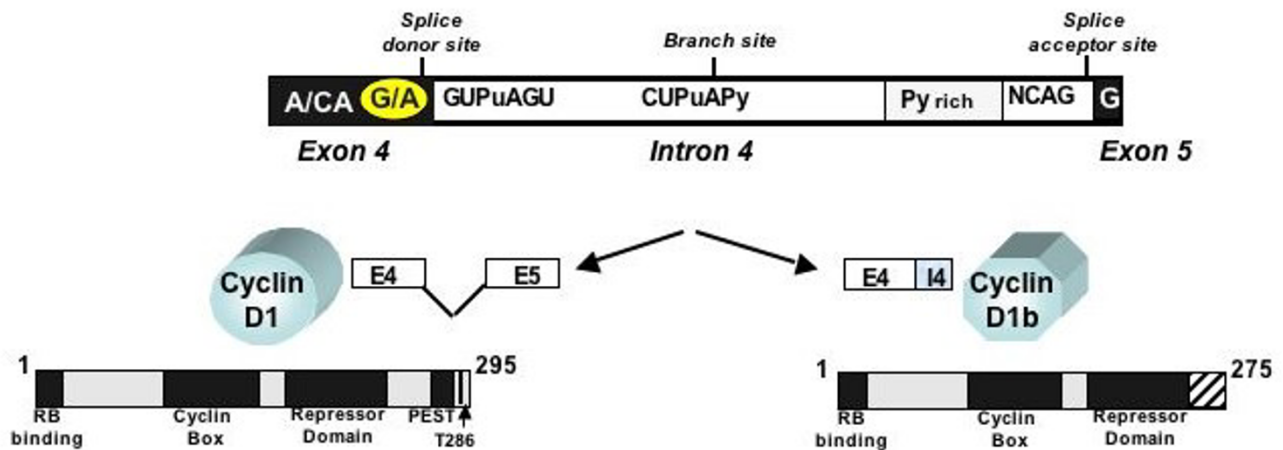 Splice
donor site
Branch site
Splice
acceptor site
A/CA G/A GUPuAGU CUPuAPy Py rich NCAG G
Exon 4 Intron 4 Exon 5
Cyclin
D1
E4 E5
E4 I4
Cyclin
D1b
1 295
RB
binding
Cyclin
Box
Repressor
Domain
PEST
T286
1 275
RB
binding
Cyclin
Box
Repressor
Domain